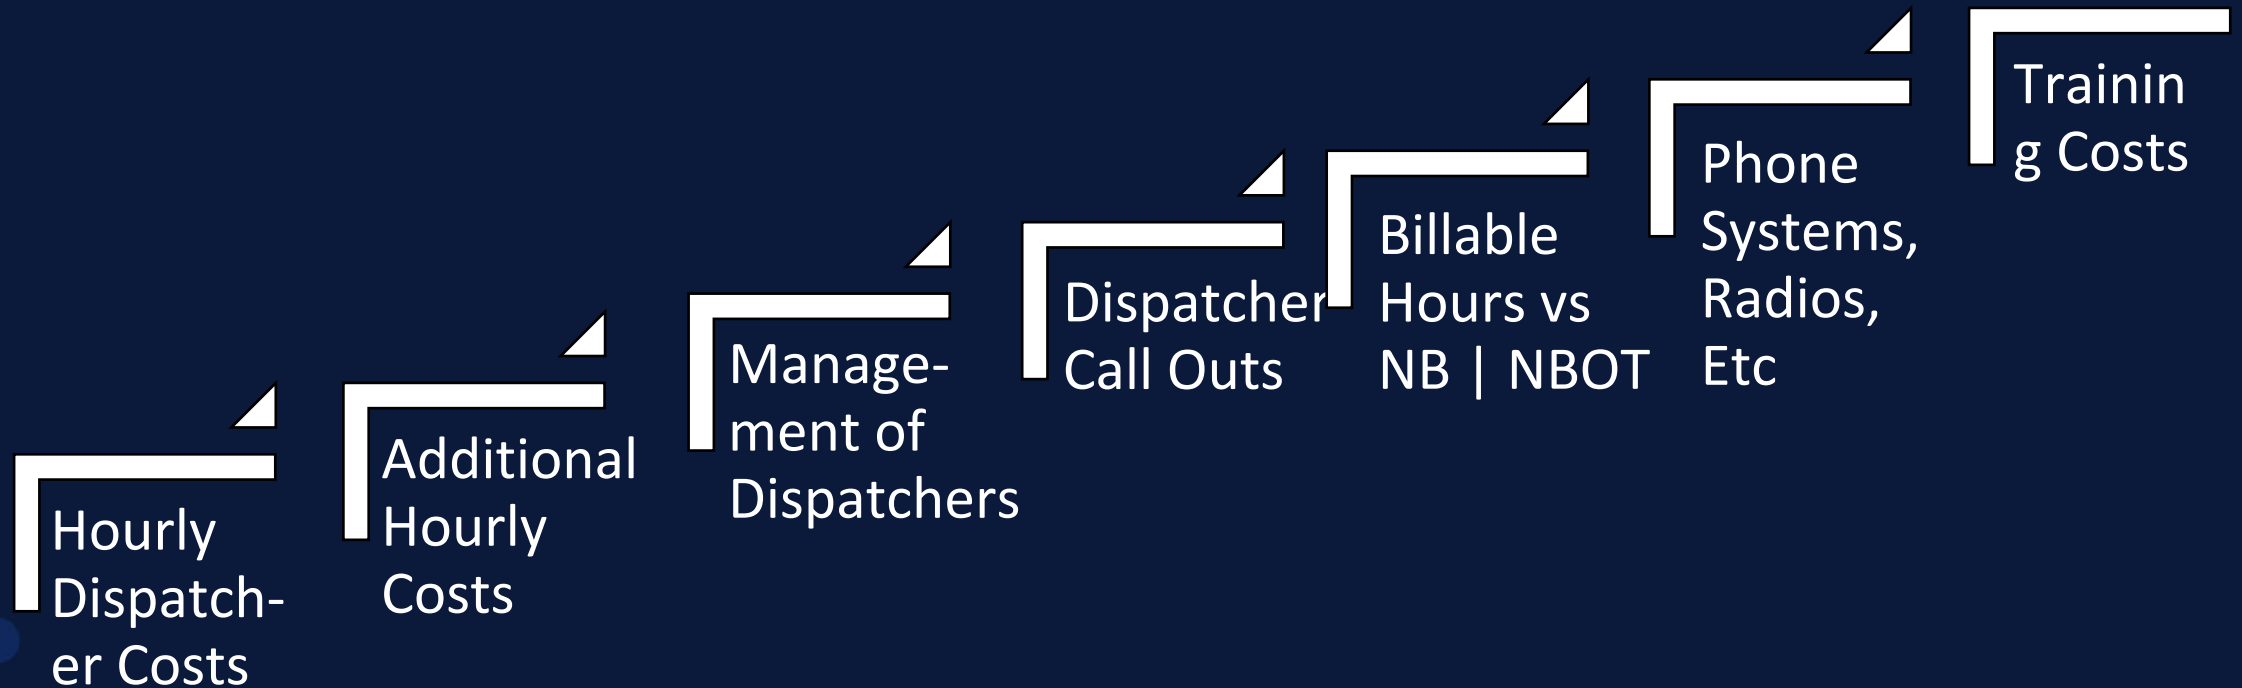 Hourly
Dispatch-
er Costs
Additional
Hourly
Costs
Manage-
ment of
Dispatchers
Dispatcher
Call Outs
Billable
Hours vs
NB | NBOT
Phone
Systems,
Radios,
Etc
Trainin
g Costs